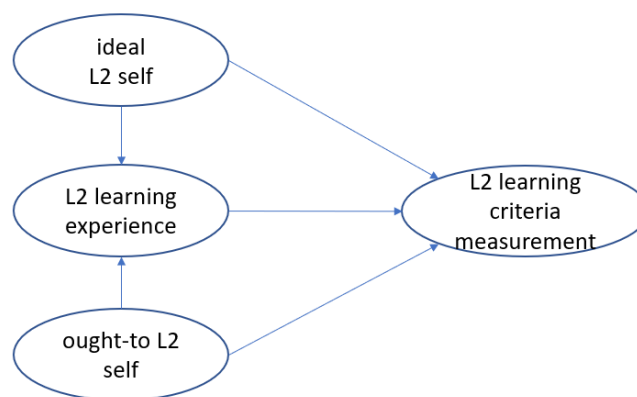 ideal
L2 self
L2 learning
experience
ought-to L2
self
L2 learning
criteria
measurement